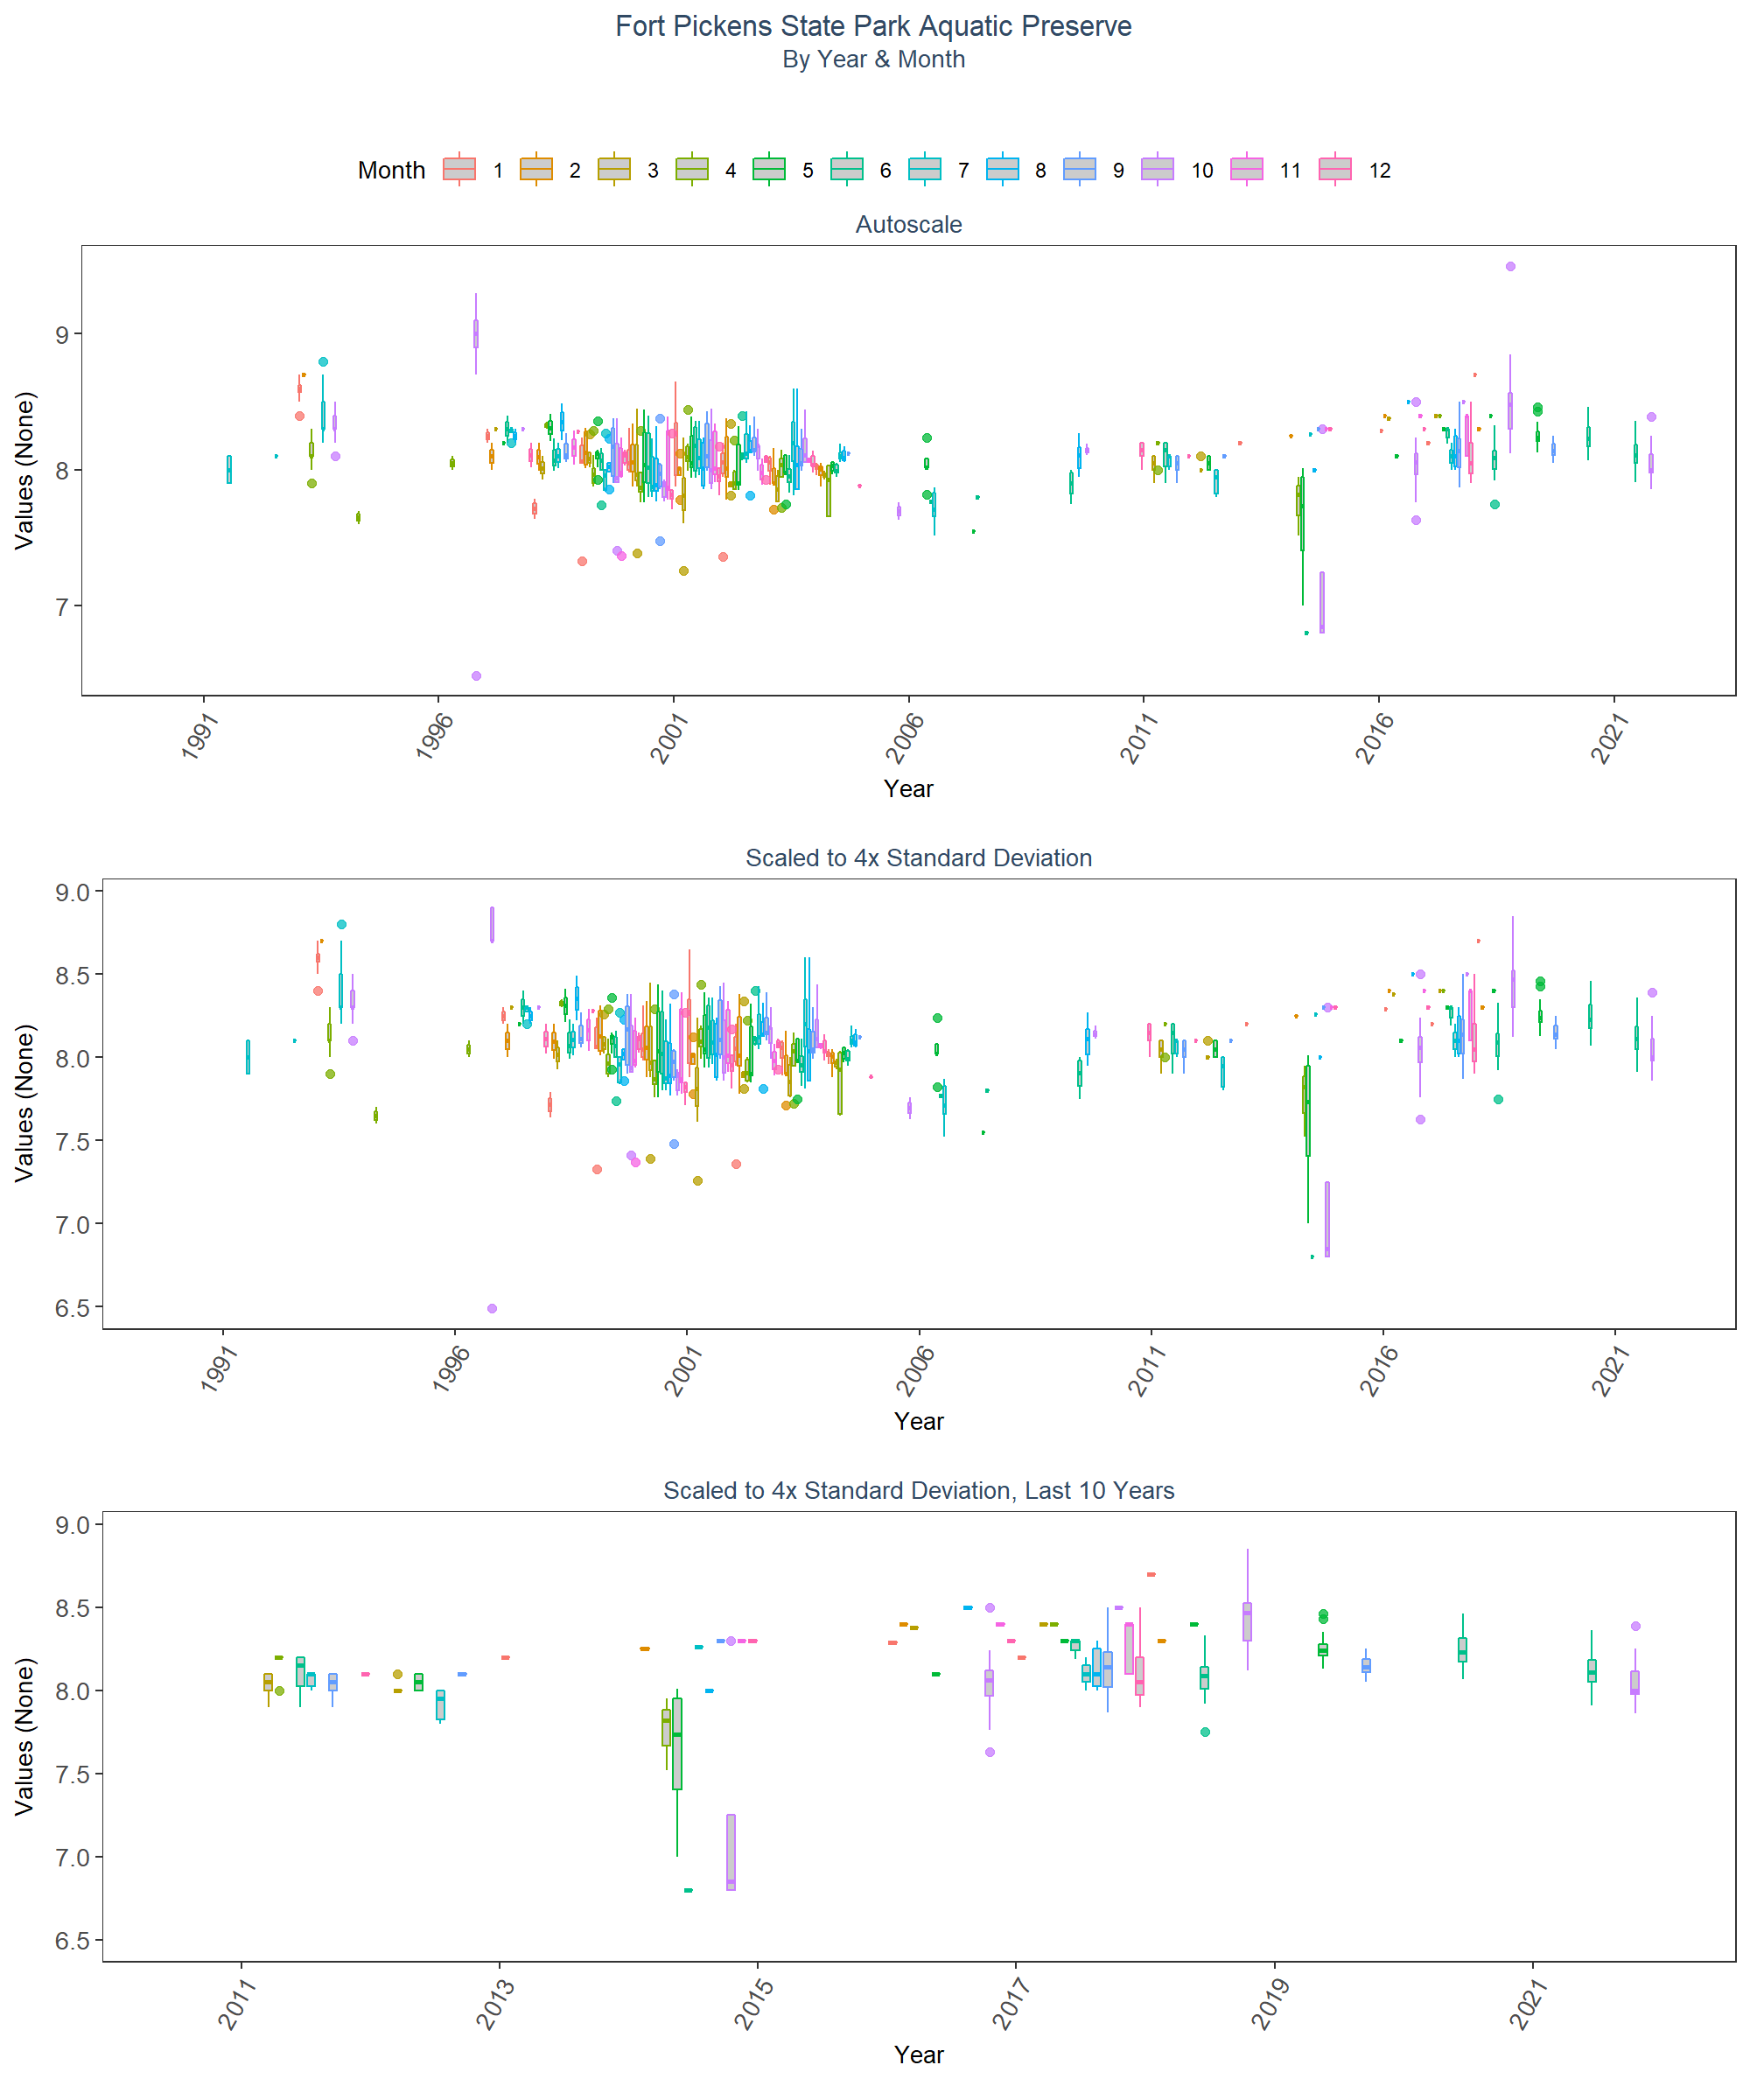 Fort Pickens State Park Aquatic Preserve
By Year & Month
Month 1 2 3 4 5 6 7 8 9 10 11 12
Autoscale
Values (None)
9
8
7
1991 1996 2001 2006 2011 2016 2021
Year
Scaled to 4x Standard Deviation
Values (None)
9.0
8.5
8.0
7.5
7.0
6.5
1991 1996 2001 2006 2011 2016 2021
Year
Scaled to 4x Standard Deviation, Last 10 Years
Values (None)
9.0
8.5
8.0
7.5
7.0
6.5
2011 2013 2015 2017 2019 2021
Year